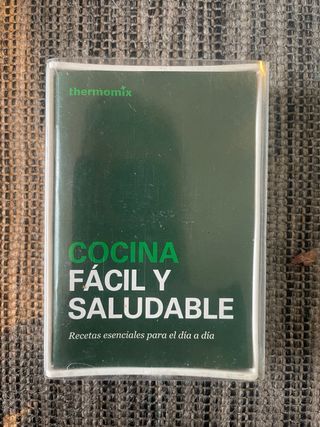 thermomix
COCINA
FÁCIL Y
SALUDABLE
Recetas esenciales para el día a día